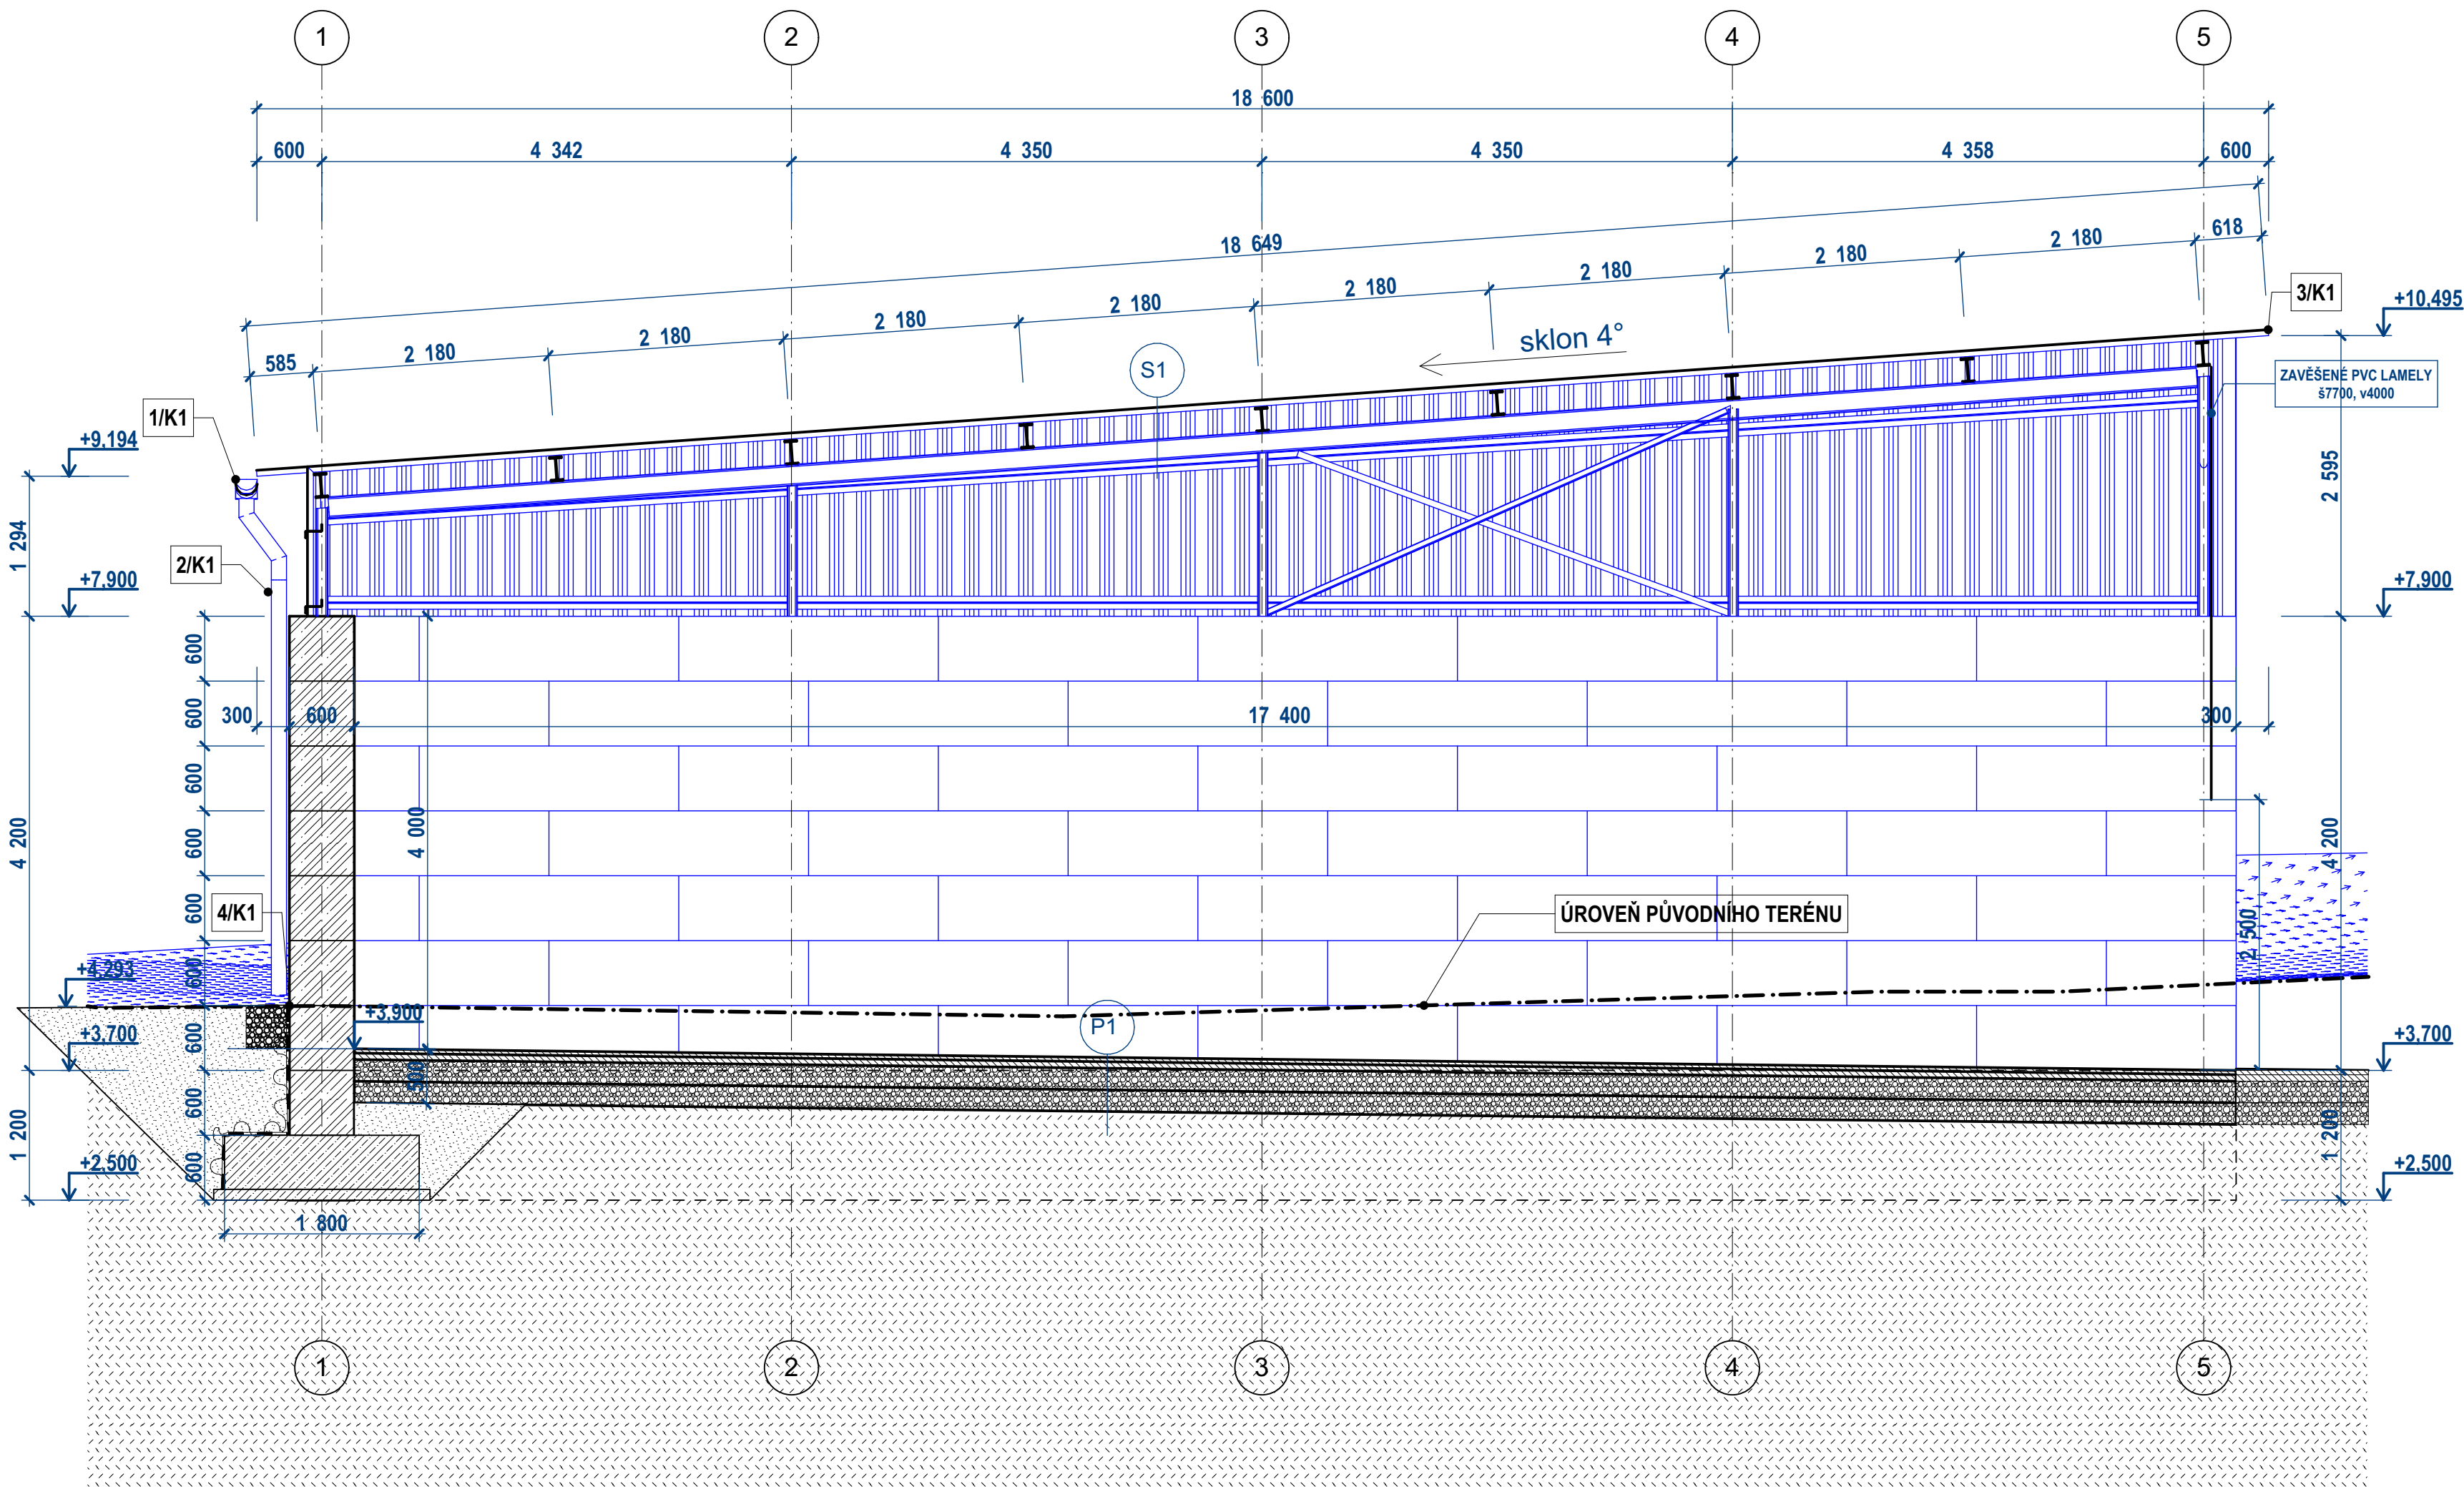 1 2 3 4 5
18 600
600 4 342 4 350 4 350 4 358 600
18 649
585 2 180 2 180 2 180 2 180 2 180 2 180 2 180 2 180 618
sklon 4°
S1
3/K1
+10,495
ZAVĚŠENÉ PVC LAMELY
š7700, v4000
1/K1
+9,194
2 595
1 294
2/K1
+7,900
+7,900
600
600
600
600
600
600
600
600
600
300 600 17 400 300
4 000
4 200
4 200
4/K1
ÚROVEŇ PŮVODNÍHO TERÉNU
2 500
+4,293
+3,900
P1
+3,700
+3,700
500
1 200
1 200
+2,500
+2,500
1 800
1 2 3 4 5